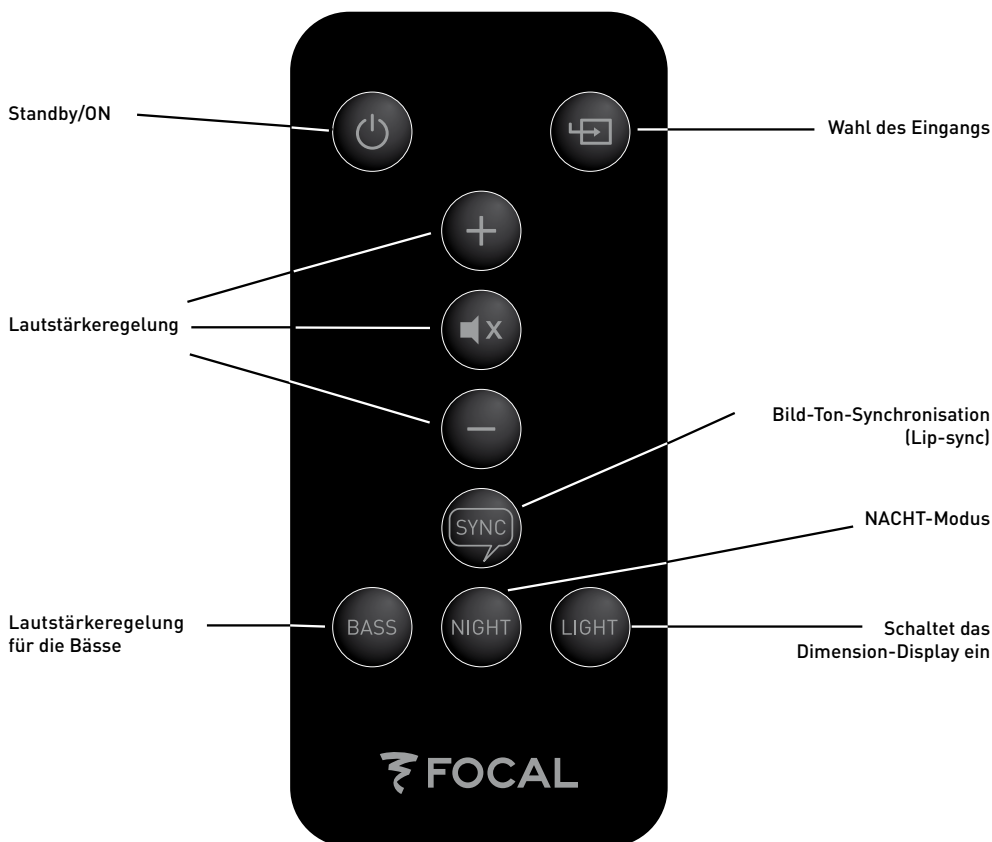 Standby/ON
Wahl des Eingangs
Lautstärkeregelung
Bild-Ton-Synchronisation
(Lip-sync)
SYNC
NACHT-Modus
Lautstärkeregelung
für die Bässe
BASS
NIGHT
LIGHT
Schaltet das
Dimension-Display ein
FOCAL